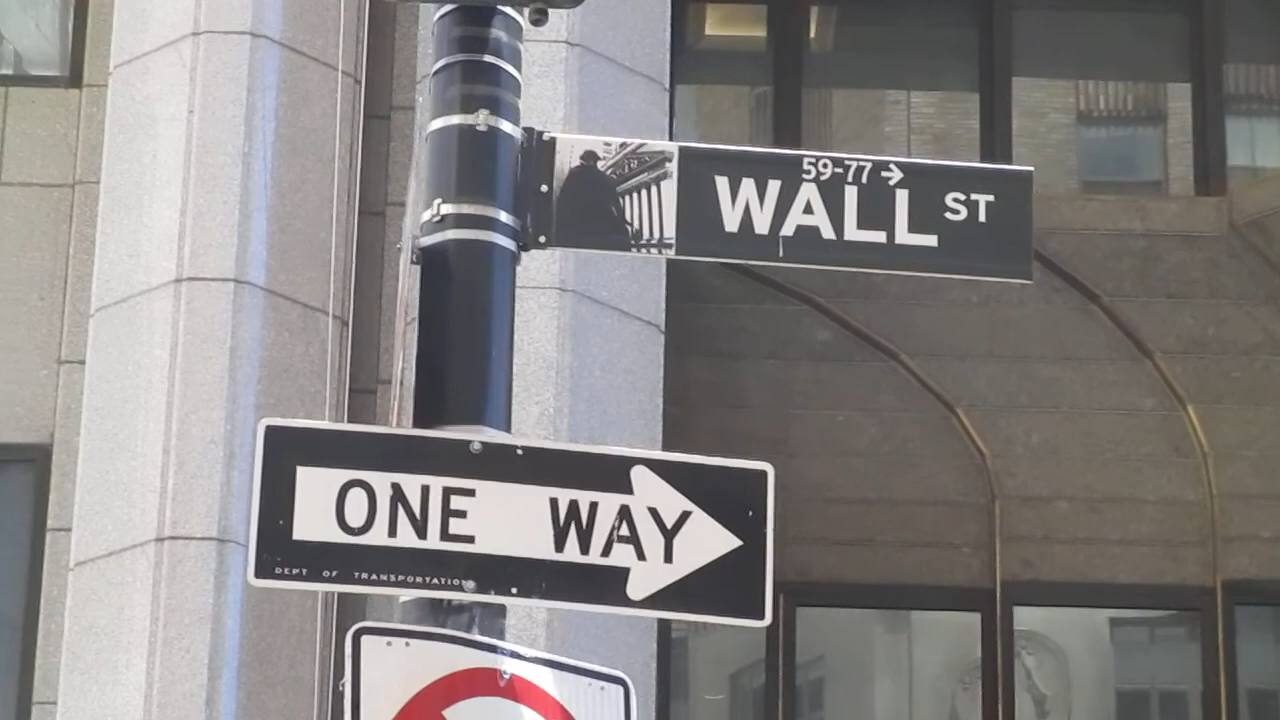 59-77 →
WALL ST
ONE WAY
DEPT OF TRANSPORTATION